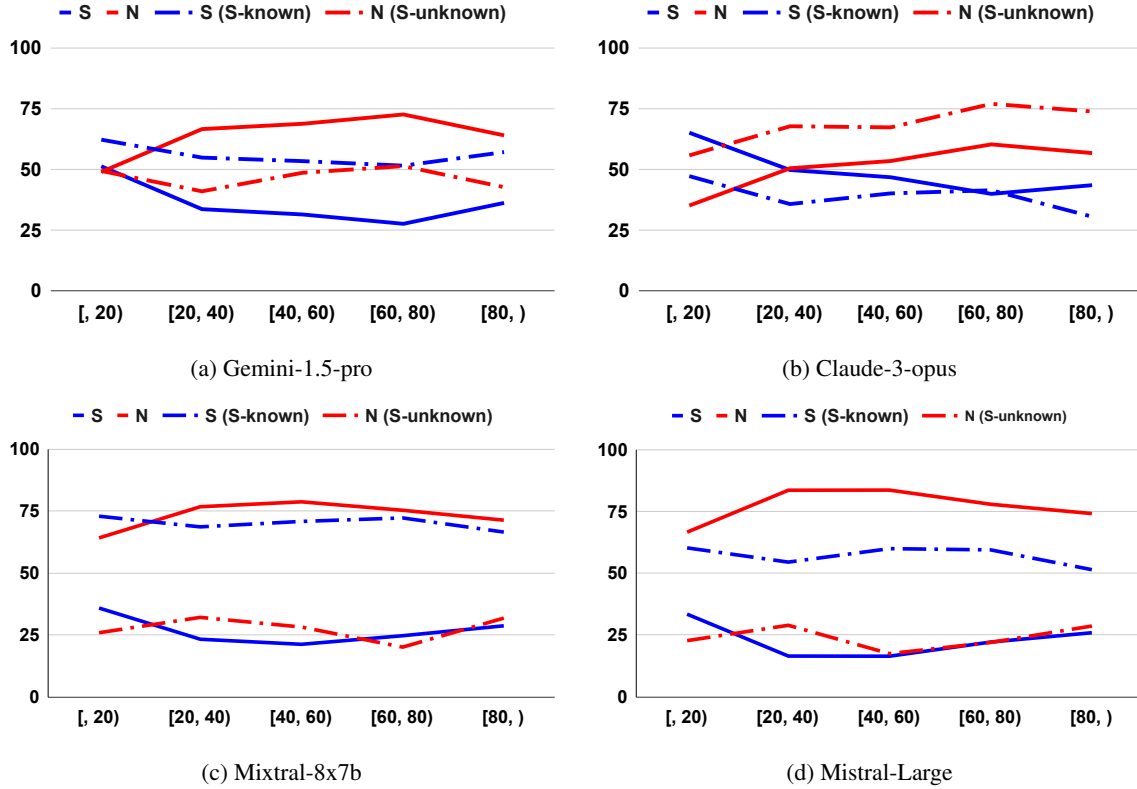 S N S (S-known) N (S-unknown)
100
75
50
25
0
[, 20) [20, 40) [40, 60) [60, 80) [80, )
(a) Gemini-1.5-pro
S N S (S-known) N (S-unknown)
100
75
50
25
0
[, 20) [20, 40) [40, 60) [60, 80) [80, )
(b) Claude-3-opus
S N S (S-known) N (S-unknown)
100
75
50
25
0
[, 20) [20, 40) [40, 60) [60, 80) [80, )
(c) Mixtral-8x7b
S N S (S-known) N (S-unknown)
100
75
50
25
0
[, 20) [20, 40) [40, 60) [60, 80) [80, )
(d) Mistral-Large